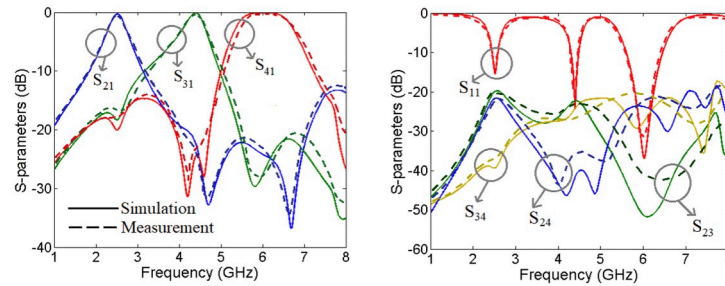 S-parameters (dB)
0
-10
-20
-30
-40
1
2
3
4
5
6
7
8
Frequency (GHz)
S21
S31
S41
Simulation
Measurement
S-parameters (dB)
0
-10
-20
-30
-40
-50
-60
1
2
3
4
5
6
7
Frequency (GHz)
S11
S34
S24
S23